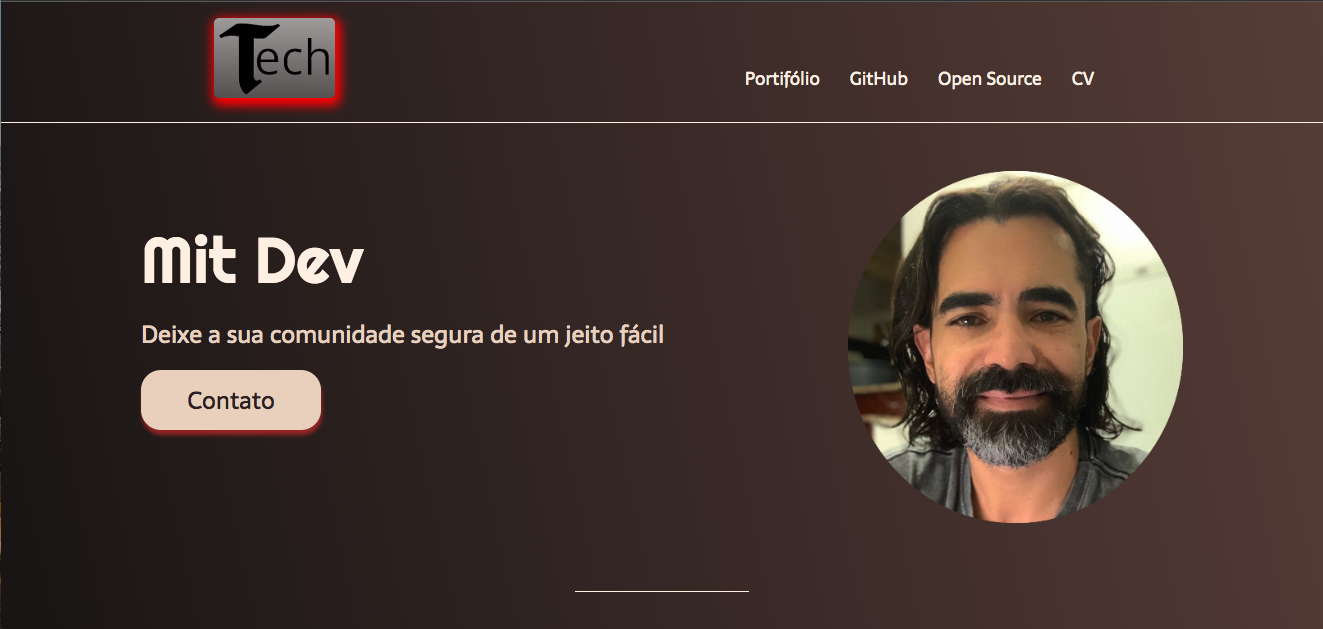 Tech
Portifólio GitHub Open Source CV
Mit Dev
Deixe a sua comunidade segura de um jeito fácil
Contato